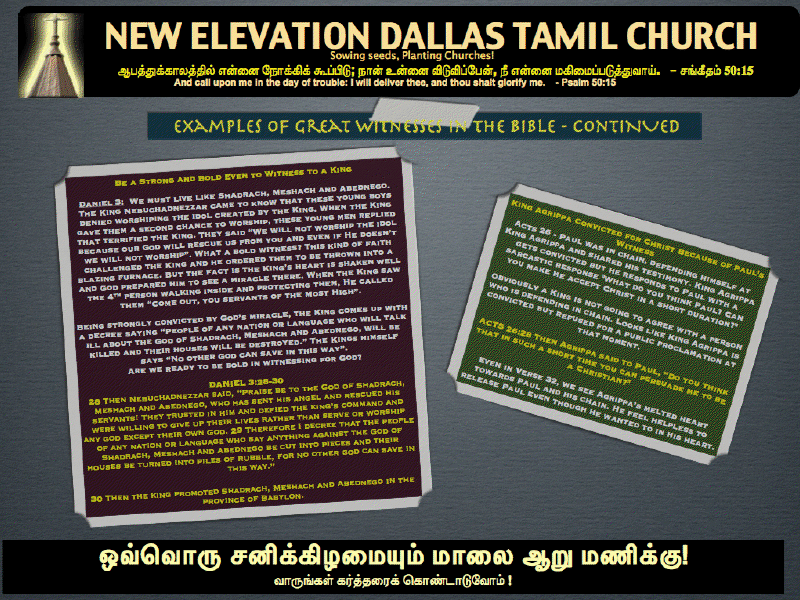 NEW ELEVATION DALLAS TAMIL CHURCH
Sowing seeds, Planting Churches!
ஆபத்துக்காலத்தில் என்னை நோக்கிக் கூப்பிடு; நான் உன்னை விடுவிப்பேன், நீ என்னை மகிமைப்படுத்துவாய். – சங்கீதம் 50:15
And call upon me in the day of trouble: I will deliver thee, and thou shalt glorify me. - Psalm 50:15
EXAMPLES OF GREAT WITNESSES IN THE BIBLE - CONTINUED
BE A STRONG AND BOLD EVEN TO WITNESS TO A KING
DANIEL 3: WE MUST LIVE LIKE SHADRACH, MESHACH AND ABEDNEGO.
THE KING NEBUCHADNEZZAR CAME TO KNOW THAT THESE YOUNG BOYS
DENIED WORSHIPING THE IDOL CREATED BY THE KING. WHEN THE KING
GAVE THEM A SECOND CHANCE TO WORSHIP, THESE YOUNG MEN REPLIED
THAT TERRIFIED THE KING. THEY SAID "WE WILL NOT WORSHIP THE IDOL
BECAUSE OUR GOD WILL RESCUE US FROM YOU AND EVEN IF HE DOESN'T
WE WILL NOT WORSHIP". WHAT A BOLD WITNESS! THIS KIND OF FAITH
CHALLENGED THE KING AND HE ORDERED THEM TO BE THROWN INTO A
BLAZING FURNACE. BUT THE FACT IS THE KING'S HEART IS SHAKEN WELL
AND GOD PREPARED HIM TO SEE A MIRACLE THERE. WHEN THE KING SAW
THE 4TH PERSON WALKING INSIDE AND PROTECTING THEM, HE CALLED
THEM "COME OUT, YOU SERVANTS OF THE MOST HIGH".
BEING STRONGLY CONVICTED BY GOD'S MIRACLE, THE KING COMES UP WITH
A DECREE SAYING "PEOPLE OF ANY NATION OR LANGUAGE WHO WILL TALK
ILL ABOUT THE GOD OF SHADRACH, MESHACH AND ABEDNEGO, WILL BE
KILLED AND THEIR HOUSES WILL BE DESTROYED." THE KINGS HIMSELF
SAYS "NO OTHER GOD CAN SAVE IN THIS WAY".
ARE WE READY TO BE BOLD IN WITNESSING FOR GOD?
DANIEL 3:28-30
28 THEN NEBUCHADNEZZAR SAID, "PRAISE BE TO THE GOD OF SHADRACH,
MESHACH AND ABEDNEGO, WHO HAS SENT HIS ANGEL AND RESCUED HIS
SERVANTS! THEY TRUSTED IN HIM AND DEFIED THE KING'S COMMAND AND
WERE WILLING TO GIVE UP THEIR LIVES RATHER THAN SERVE OR WORSHIP
ANY GOD EXCEPT THEIR OWN GOD. 29 THEREFORE I DECREE THAT THE PEOPLE
OF ANY NATION OR LANGUAGE WHO SAY ANYTHING AGAINST THE GOD OF
SHADRACH, MESHACH AND ABEDNEGO BE CUT INTO PIECES AND THEIR
HOUSES BE TURNED INTO PILES OF RUBBLE, FOR NO OTHER GOD CAN SAVE IN
THIS WAY."
30 THEN THE KING PROMOTED SHADRACH, MESHACH AND ABEDNEGO IN THE
PROVINCE OF BABYLON.
KING AGRIPPA CONVICTED FOR CHRIST BECAUSE OF PAUL'S
WITNESS
ACTS 26 - PAUL WAS IN CHAIN, DEFENDING HIMSELF AT
KING AGRIPPA AND SHARED HIS TESTIMONY. KING AGRIPPA
GETS CONVICTED BUT HE RESPONDS TO PAUL WITH A
SARCASTIC RESPONSE "WHAT DO YOU THINK PAUL? CAN
YOU MAKE ME ACCEPT CHRIST IN A SHORT DURATION?"
OBVIOUSLY A KING IS NOT GOING TO AGREE WITH A PERSON
WHO IS DEFENDING IN CHAIN. LOOKS LIKE KING AGRIPPA IS
CONVICTED BUT REFUSED FOR A PUBLIC PROCLAMATION AT
THAT MOMENT.
ACTS 26:28 THEN AGRIPPA SAID TO PAUL, "DO YOU THINK
THAT IN SUCH A SHORT TIME YOU CAN PERSUADE ME TO BE
A CHRISTIAN?"
EVEN IN VERSE 32, WE SEE AGRIPPA'S MELTED HEART
TOWARDS PAUL AND HIS CHAIN. HE FEEL HELPLESS TO
RELEASE PAUL EVEN THOUGH HE WANTED TO IN HIS HEART.
ஒவ்வொரு சனிக்கிழமையும் மாலை ஆறு மணிக்கு!
வாருங்கள் கர்த்தரைக் கொண்டாடுவோம் !